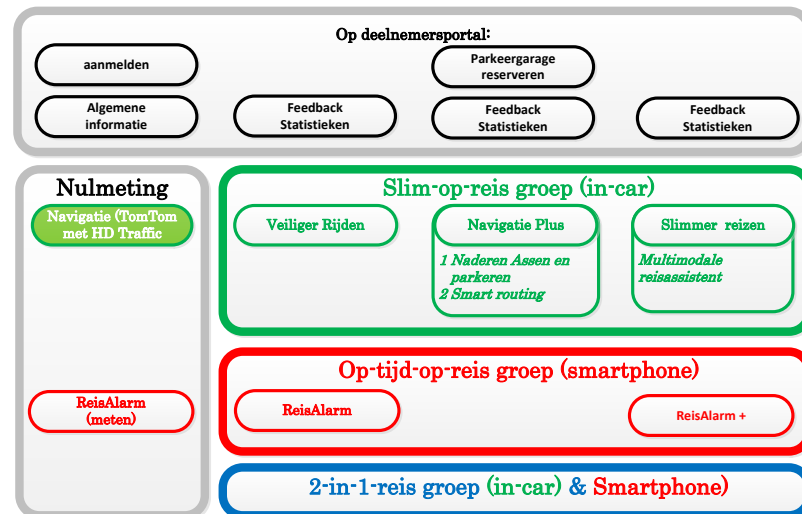 Op deelnemersportal:
aanmelden
Parkeergarage
reserveren
Algemene
informatie
Feedback
Statistieken
Feedback
Statistieken
Feedback
Statistieken
Nulmeting
Navigatie (TomTom
met HD Traffic
ReisAlarm
(meten)
Slim-op-reis groep (in-car)
Veiliger Rijden
Navigatie Plus
1 Naderen Assen en
parkeren
2 Smart routing
Slimmer reizen
Multimodale
reisassistent
Op-tijd-op-reis groep (smartphone)
ReisAlarm
ReisAlarm +
2-in-1-reis groep (in-car) & Smartphone)